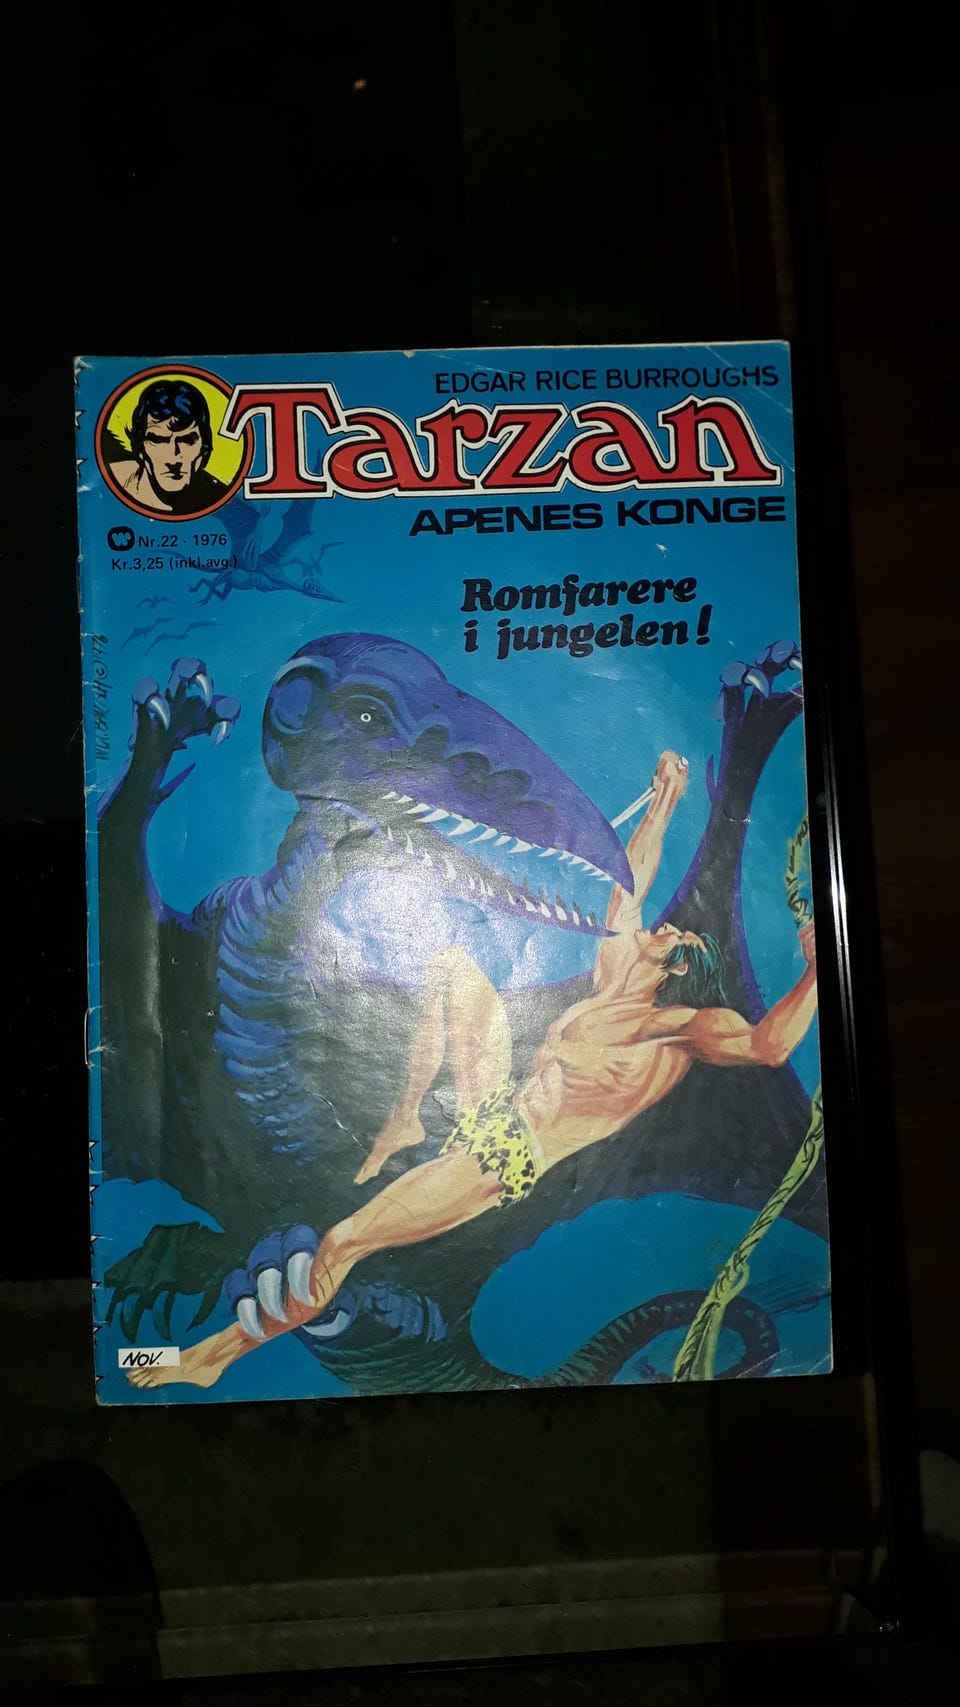 EDGAR RICE BURROUGHS
Tarzan
APENES KONGE
Nr.22 - 1976
Kr.3,25 (inkl.avg.)
Romfarere
i jungelen!
NOV.